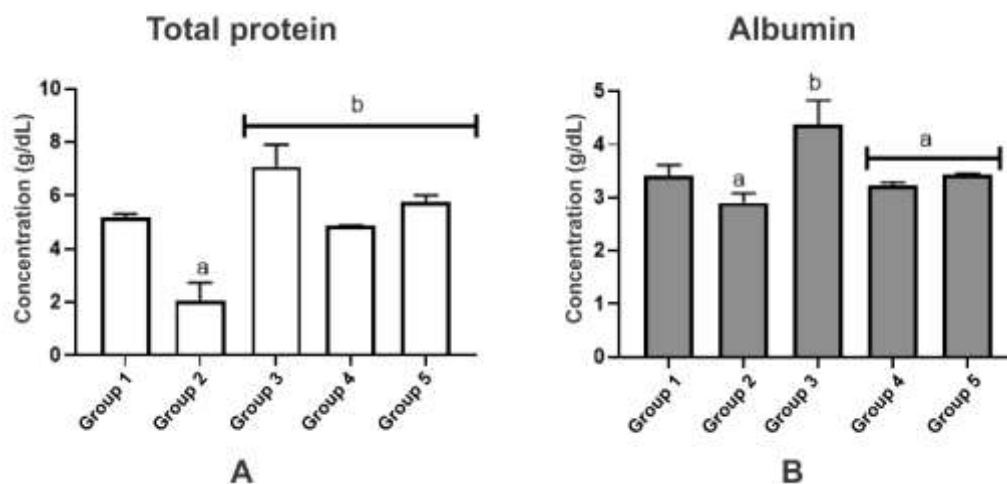 Total protein
Concentration (g/dL)
10
8
6
4
2
0
a
b
Group 1
Group 2
Group 3
Group 4
Group 5
A
Albumin
Concentration (g/dL)
5
4
3
2
1
0
a
b
a
Group 1
Group 2
Group 3
Group 4
Group 5
B